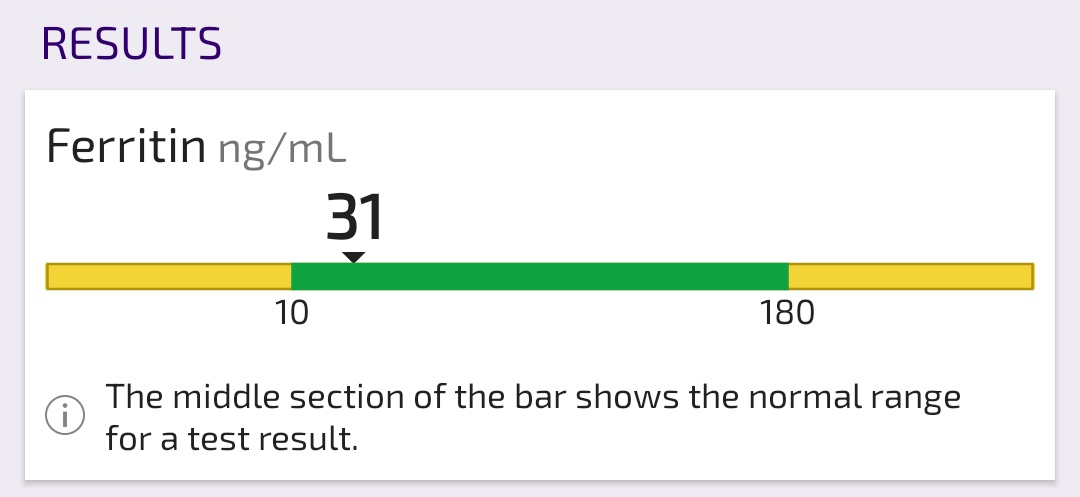 RESULTS
Ferritin ng/mL
31
10 180
The middle section of the bar shows the normal range
for a test result.